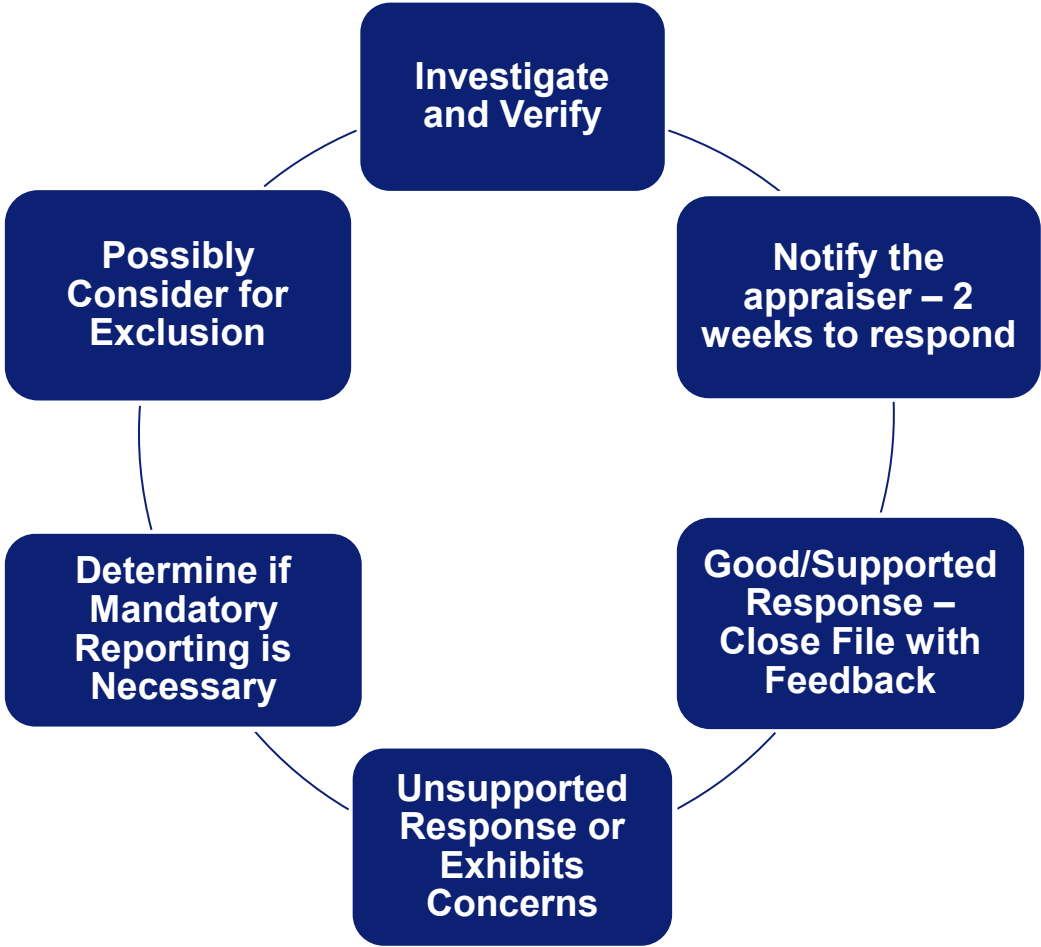 Investigate
and Verify
Notify the
appraiser – 2
weeks to respond
Good/Supported
Response –
Close File with
Feedback
Unsupported
Response or
Exhibits
Concerns
Determine if
Mandatory
Reporting is
Necessary
Possibly
Consider for
Exclusion